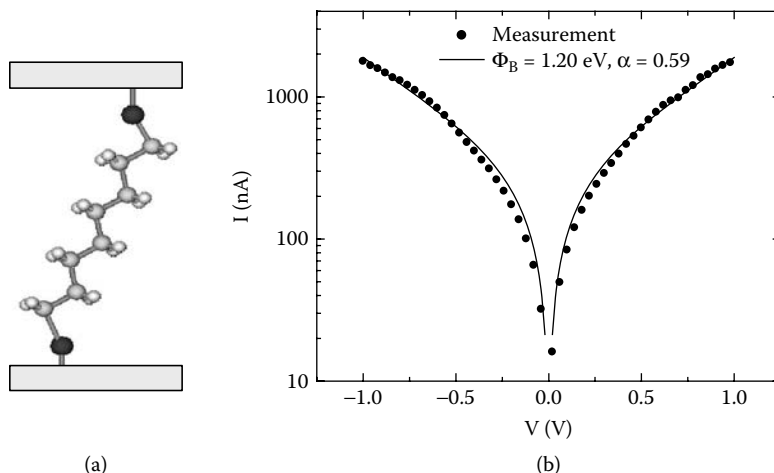 (b)
Measurement
Φ_B = 1.20 eV, α = 0.59
1000
100
10
I (nA)
−1.0 −0.5 0.0 0.5 1.0
V (V)
(a) (b)